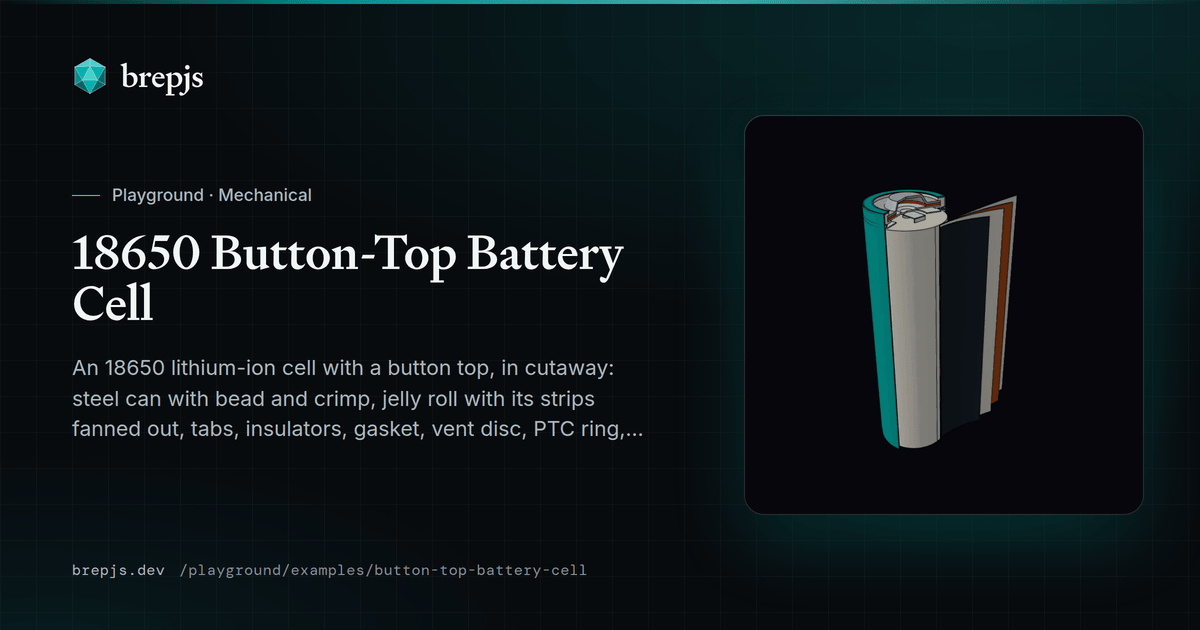 brepjs
Playground · Mechanical
18650 Button-Top Battery
Cell
An 18650 lithium-ion cell with a button top, in cutaway:
steel can with bead and crimp, jelly roll with its strips
fanned out, tabs, insulators, gasket, vent disc, PTC ring,...
brepjs.dev /playground/examples/button-top-battery-cell